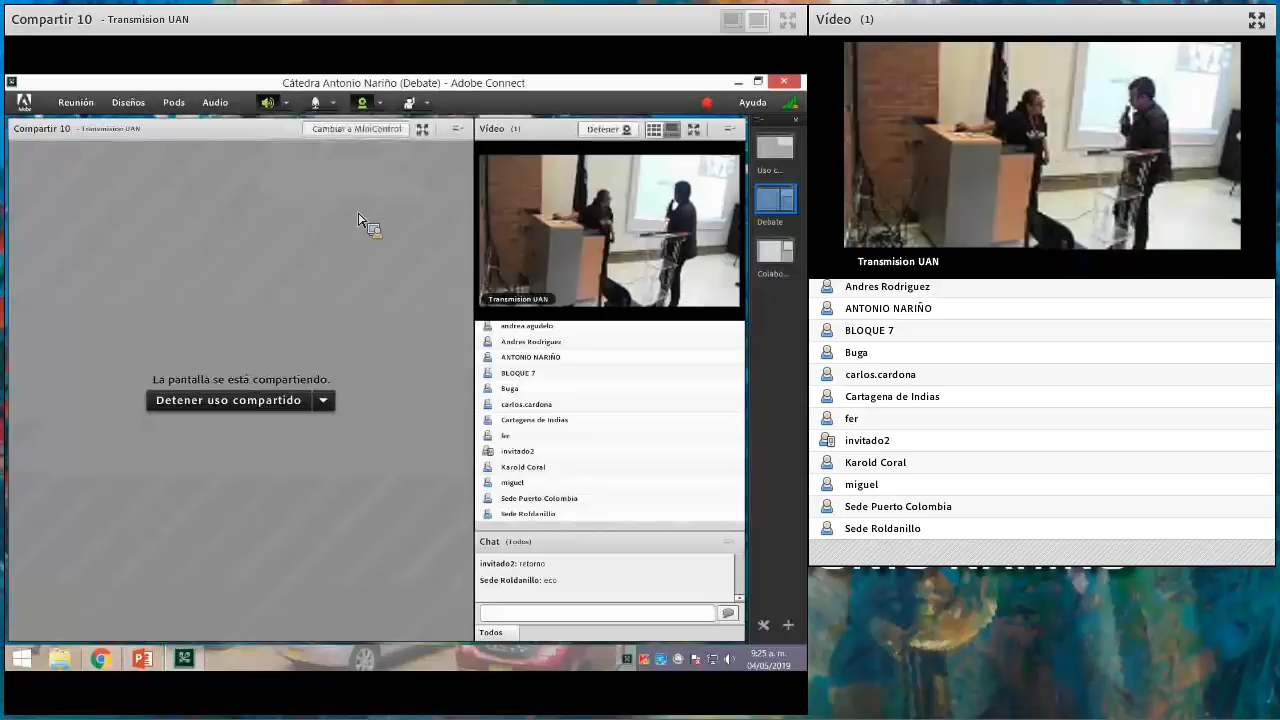 Compartir 10 - Transmision UAN
Vídeo (1)
Cátedra Antonio Nariño (Debate) - Adobe Connect
Adobe
Reunión Diseños Pods Audio Ayuda
Compartir 10 - Transmision UAN
Cambiar a MiniControl
Vídeo (1)
Detener
Uso c...
Debate
Colabo...
Transmision UAN
La pantalla se está compartiendo.
Detener uso compartido
andrea.agudelo
Andres Rodriguez
ANTONIO NARIÑO
BLOQUE 7
Buga
carlos.cardona
Cartagena de Indias
fer
invitado2
Karold Coral
miguel
Sede Puerto Colombia
Sede Roldanillo
Chat (Todos)
invitado2: retorno
Sede Roldanillo: eco
Todos
9:25 a. m.
04/05/2019
Transmision UAN
Andres Rodriguez
ANTONIO NARIÑO
BLOQUE 7
Buga
carlos.cardona
Cartagena de Indias
fer
invitado2
Karold Coral
miguel
Sede Puerto Colombia
Sede Roldanillo